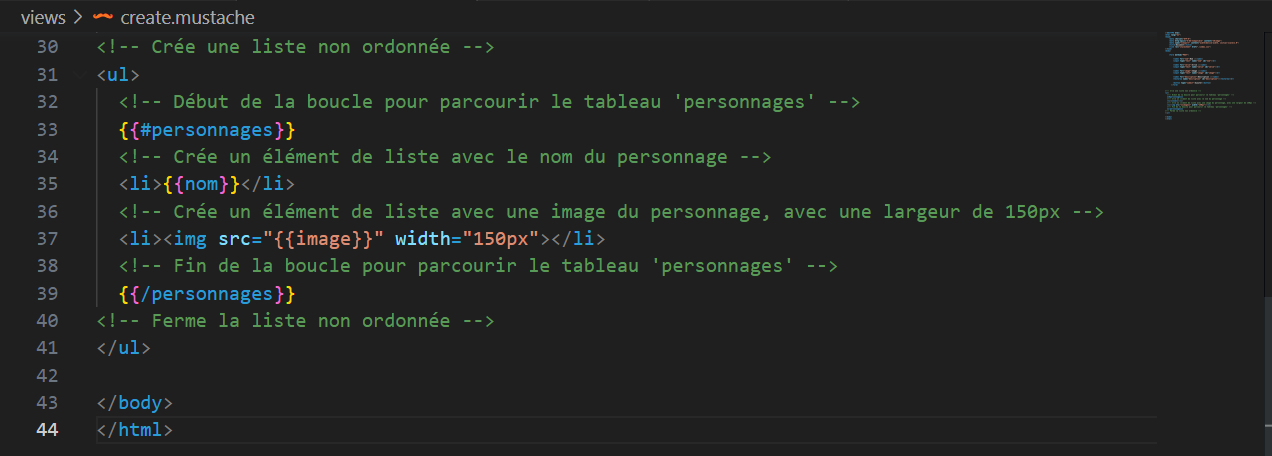 views > create.mustache
30 <!-- Crée une liste non ordonnée -->
31 <ul>
32 <!-- Début de la boucle pour parcourir le tableau 'personnages' -->
33 {{#personnages}}
34 <!-- Crée un élément de liste avec le nom du personnage -->
35 <li>{{nom}}</li>
36 <!-- Crée un élément de liste avec une image du personnage, avec une largeur de 150px -->
37 <li><img src="{{image}}" width="150px"></li>
38 <!-- Fin de la boucle pour parcourir le tableau 'personnages' -->
39 {{/personnages}}
40 <!-- Ferme la liste non ordonnée -->
41 </ul>
42
43 </body>
44 </html>